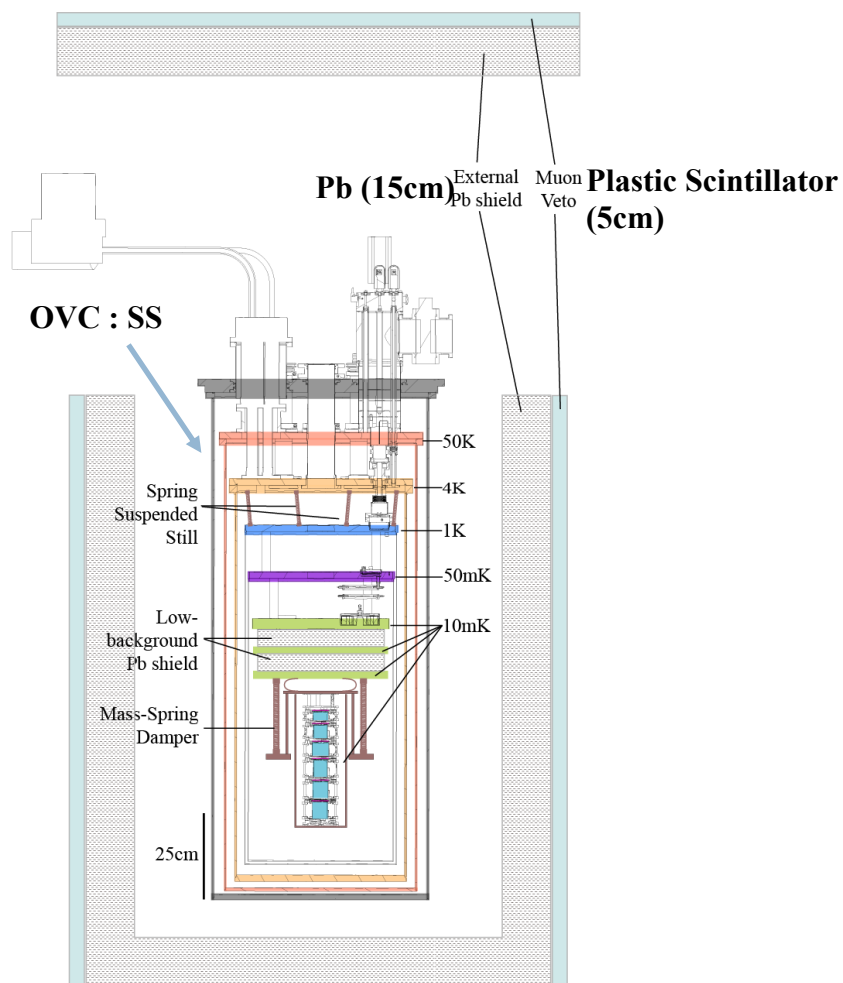 Pb (15cm)
External
Pb shield
Muon
Veto
Plastic Scintillator
(5cm)
OVC : SS
50K
4K
Spring
Suspended
Still
1K
50mK
Low-
background
Pb shield
10mK
Mass-Spring
Damper
25cm